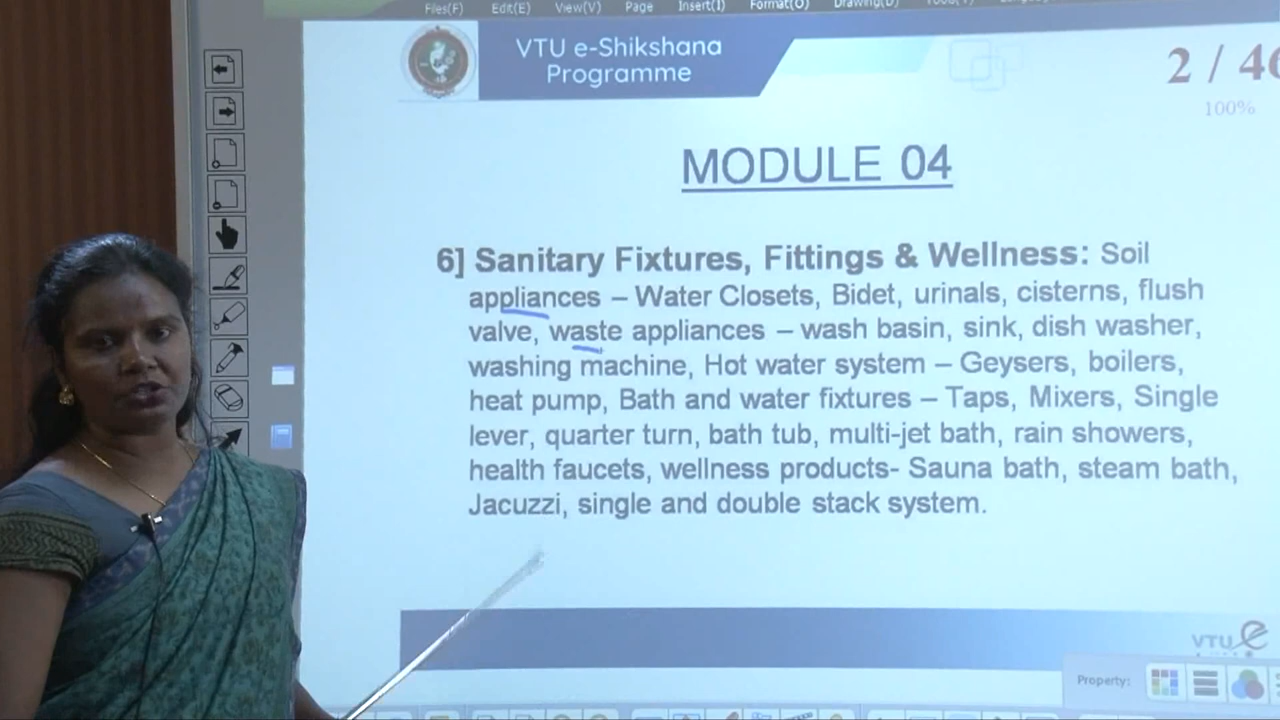 Files(F) Edit(E) View(V) Page Insert(I) Format(O) Drawing(D)
VTU e-Shikshana
Programme
2 / 46
100%
MODULE 04
6] Sanitary Fixtures, Fittings & Wellness: Soil
appliances – Water Closets, Bidet, urinals, cisterns, flush
valve, waste appliances – wash basin, sink, dish washer,
washing machine, Hot water system – Geysers, boilers,
heat pump, Bath and water fixtures – Taps, Mixers, Single
lever, quarter turn, bath tub, multi-jet bath, rain showers,
health faucets, wellness products- Sauna bath, steam bath,
Jacuzzi, single and double stack system.
VTU e
Property: